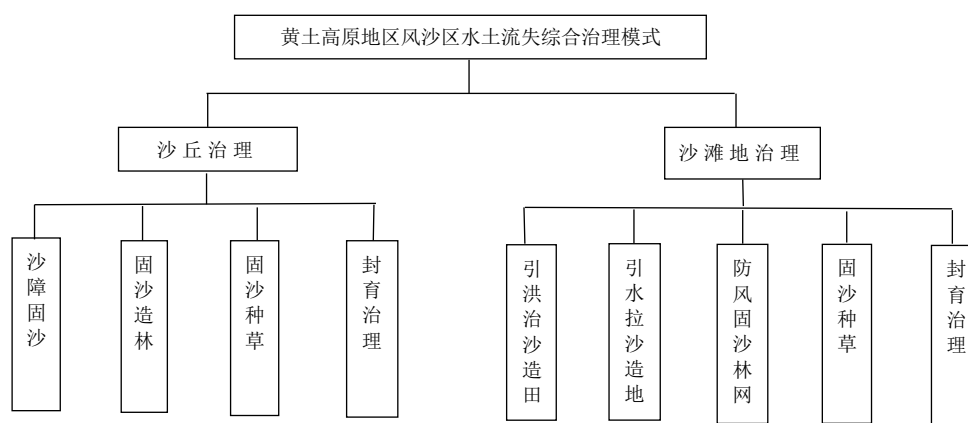 黄土高原地区风沙区水土流失综合治理模式
沙丘治理
沙滩地治理
沙障固沙
固沙造林
固沙种草
封育治理
引洪治沙造田
引水拉沙造地
防风固沙林网
固沙种草
封育治理